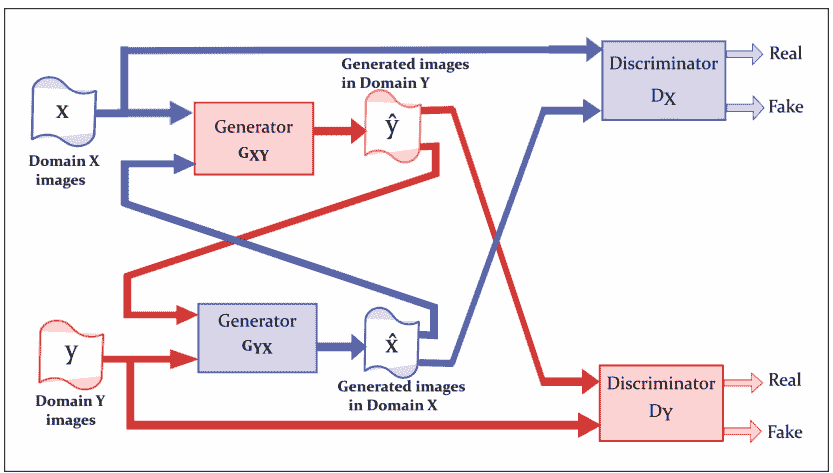 Generated images
in Domain Y
Discriminator
DX
Real
Fake
x
Domain X
images
Generator
GXY
ŷ
Generator
GYX
x̂
Generated images
in Domain X
y
Domain Y
images
Discriminator
DY
Real
Fake